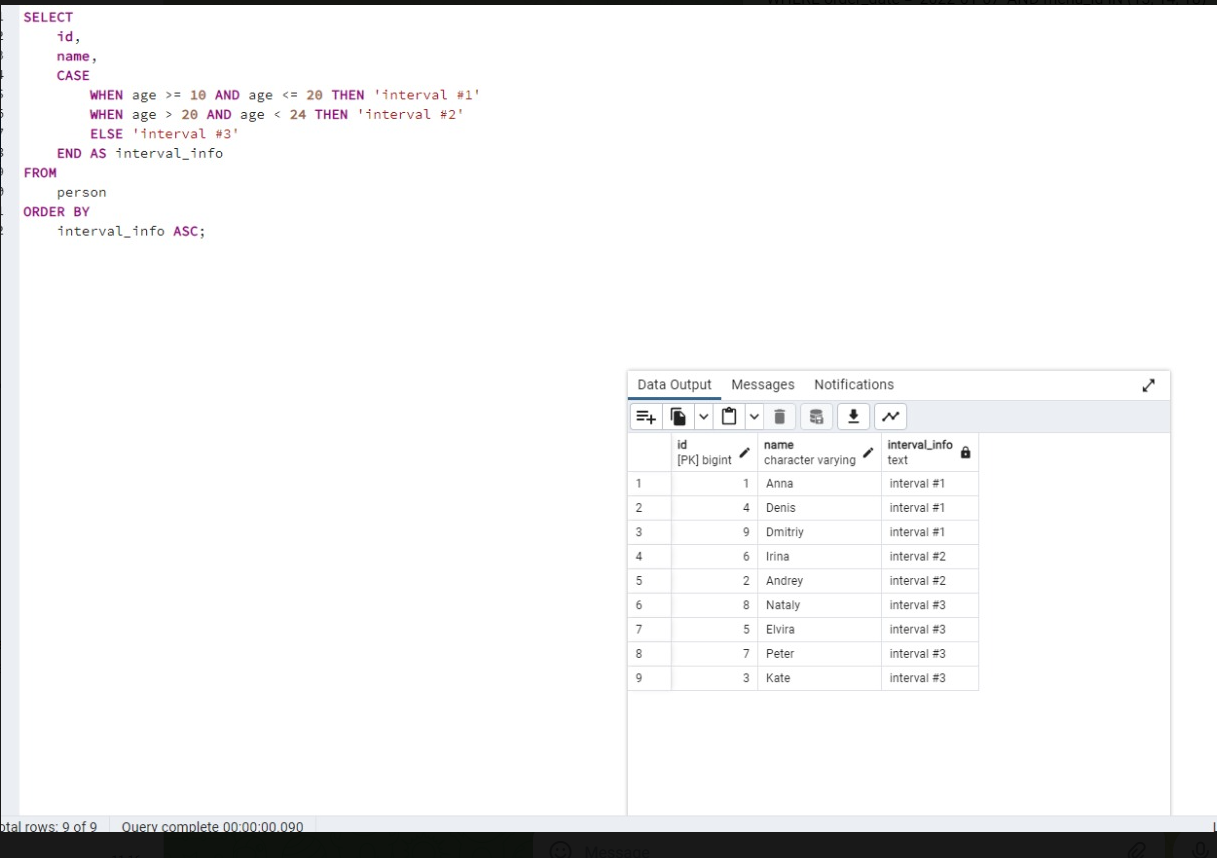 SELECT
id,
name,
CASE
WHEN age >= 10 AND age <= 20 THEN 'interval #1'
WHEN age > 20 AND age < 24 THEN 'interval #2'
ELSE 'interval #3'
END AS interval_info
FROM
person
ORDER BY
interval_info ASC;
Data Output Messages Notifications
id name interval_info
[PK] bigint character varying text
1 1 Anna interval #1
2 4 Denis interval #1
3 9 Dmitriy interval #1
4 6 Irina interval #2
5 2 Andrey interval #2
6 8 Nataly interval #3
7 5 Elvira interval #3
8 7 Peter interval #3
9 3 Kate interval #3
otal rows: 9 of 9 Query complete 00:00:00.090
Message...